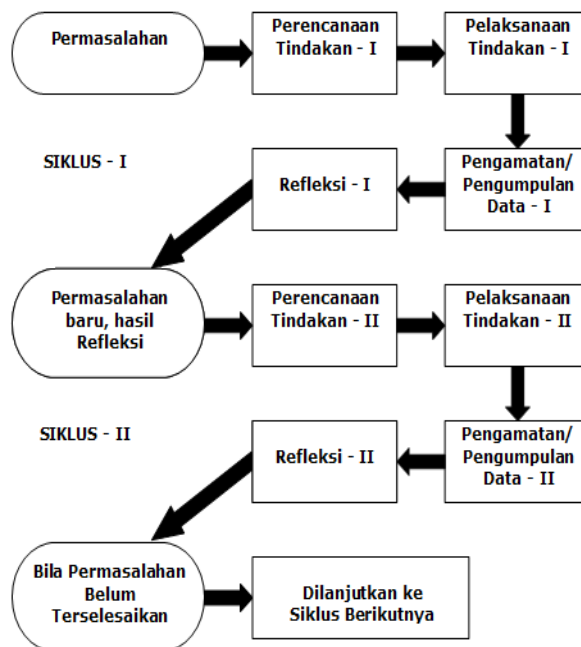 Permasalahan
Perencanaan
Tindakan - I
Pelaksanaan
Tindakan - I
SIKLUS - I
Refleksi - I
Pengamatan/
Pengumpulan
Data - I
Permasalahan
baru, hasil
Refleksi
Perencanaan
Tindakan - II
Pelaksanaan
Tindakan - II
SIKLUS - II
Refleksi - II
Pengamatan/
Pengumpulan
Data - II
Bila Permasalahan
Belum
Terselesaikan
Dilanjutkan ke
Siklus Berikutnya